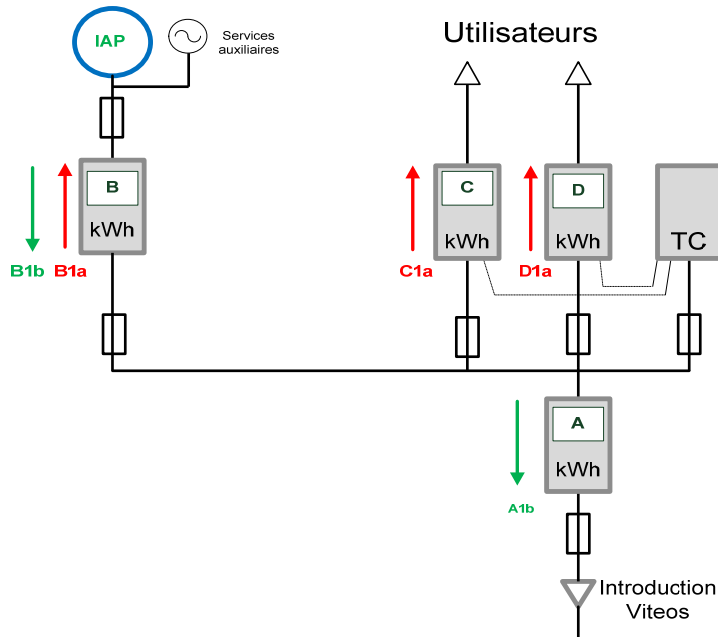 IAP
Services
auxiliaires
Utilisateurs
B
kWh
C
kWh
D
kWh
TC
B1b
B1a
C1a
D1a
A
kWh
A1b
Introduction
Viteos